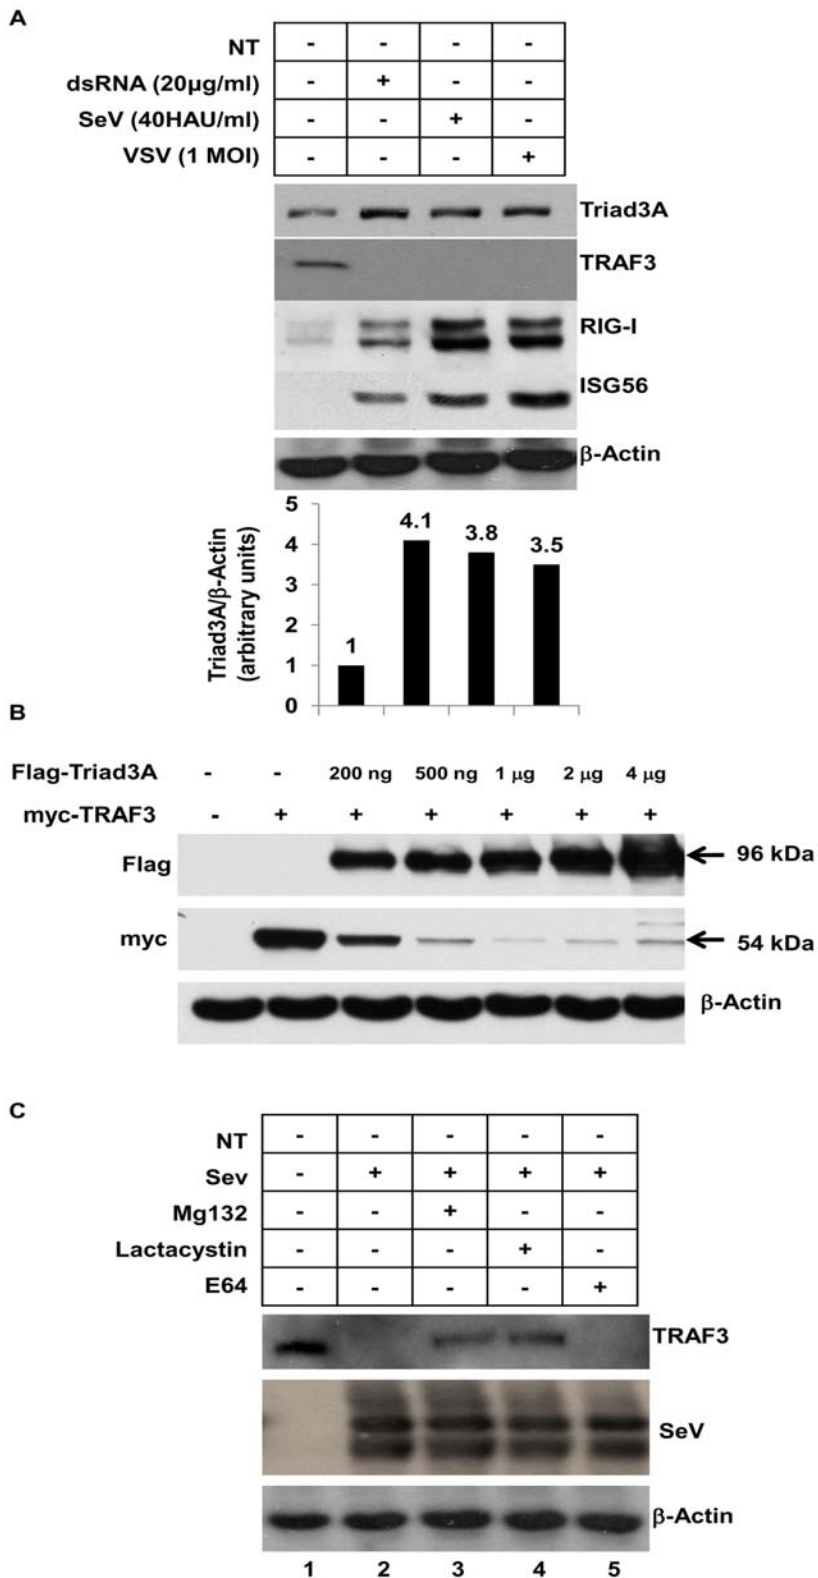 A
NT - - - -
dsRNA (20µg/ml) - + - -
SeV (40HAU/ml) - - + -
VSV (1 MOI) - - - +
Triad3A
TRAF3
RIG-I
ISG56
β-Actin
Triad3A/β-Actin
(arbitrary units)
5
4
3
2
1
0
1
4.1
3.8
3.5
B
Flag-Triad3A - - 200 ng 500 ng 1 µg 2 µg 4 µg
myc-TRAF3 - + + + + + +
Flag 96 kDa
myc 54 kDa
β-Actin
C
NT - - - - -
Sev - + + + +
Mg132 - - + - -
Lactacystin - - - + -
E64 - - - - +
TRAF3
SeV
β-Actin
1 2 3 4 5